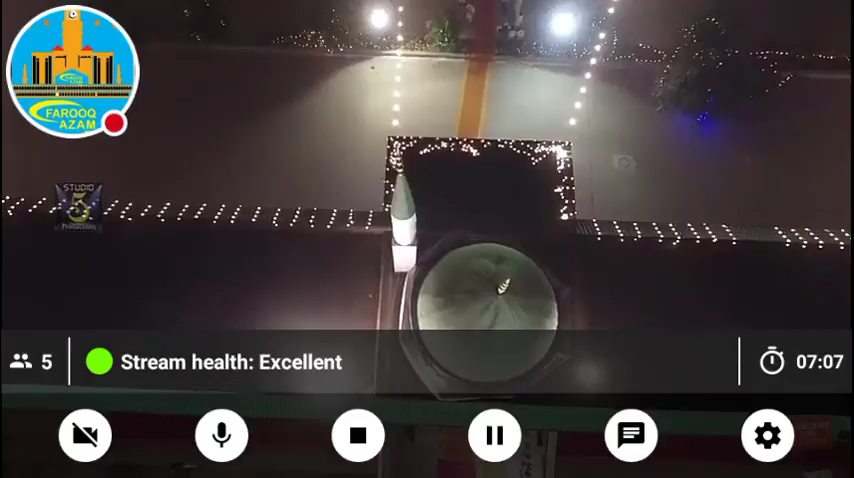 FAROOQ
AZAM
STUDIO
5
Productions
5
Stream health: Excellent
07:07